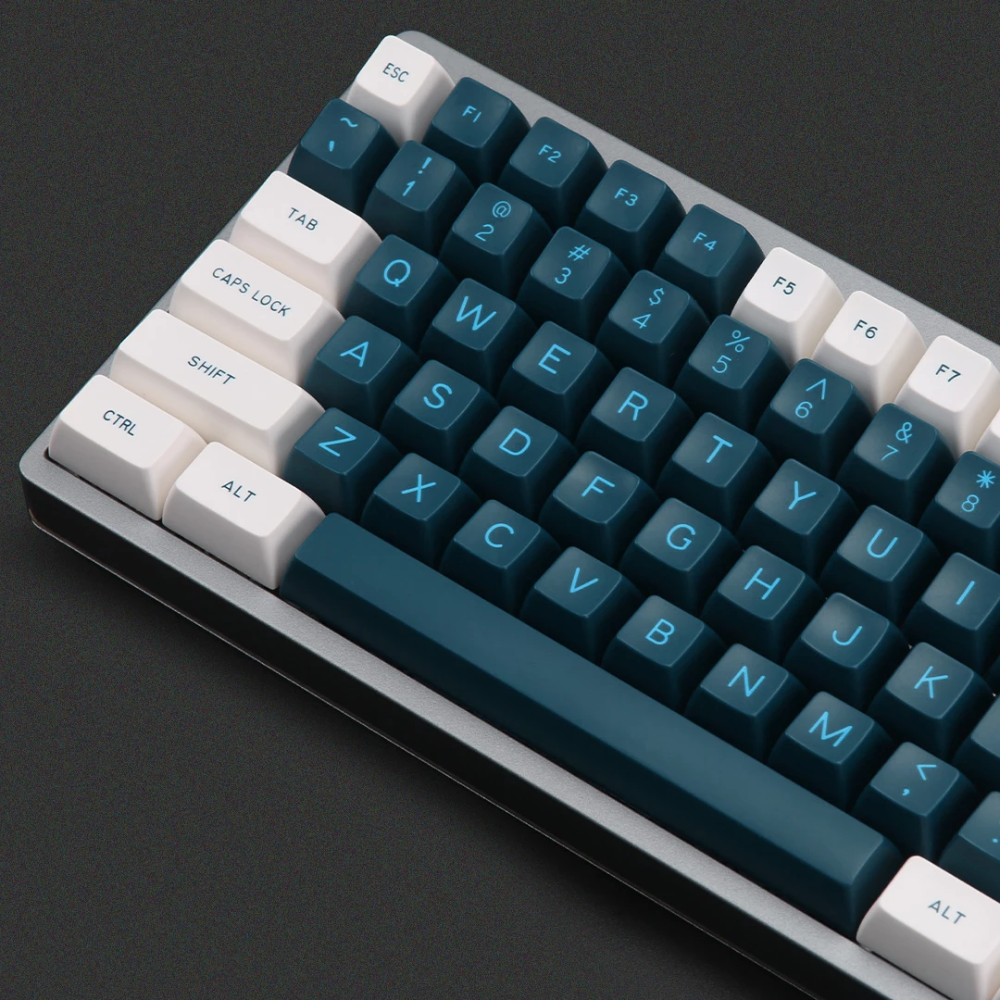 ESC F1 F2 F3 F4 F5 F6 F7
~ ` ! 1 @ 2 # 3 $ 4 % 5 ^ 6 & 7 * 8
TAB Q W E R T Y U I
CAPS LOCK A S D F G H J K
SHIFT Z X C V B N M < ,
CTRL ALT ALT